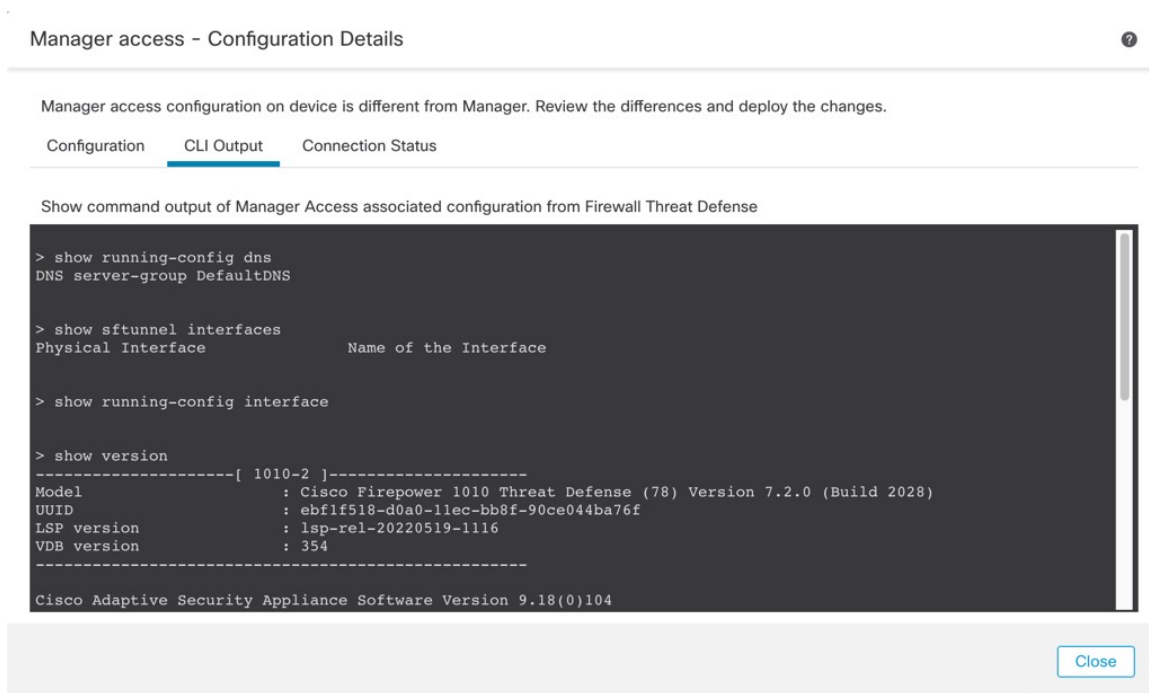 Manager access - Configuration Details
?
Manager access configuration on device is different from Manager. Review the differences and deploy the changes.
Configuration CLI Output Connection Status
Show command output of Manager Access associated configuration from Firewall Threat Defense
> show running-config dns
DNS server-group DefaultDNS
> show sftunnel interfaces
Physical Interface Name of the Interface
> show running-config interface
> show version
---------------------[ 1010-2 ]---------------------
Model : Cisco Firepower 1010 Threat Defense (78) Version 7.2.0 (Build 2028)
UUID : ebf1f518-d0a0-11ec-bb8f-90ce044ba76f
LSP version : lsp-rel-20220519-1116
VDB version : 354
----------------------------------------------------
Cisco Adaptive Security Appliance Software Version 9.18(0)104
Close